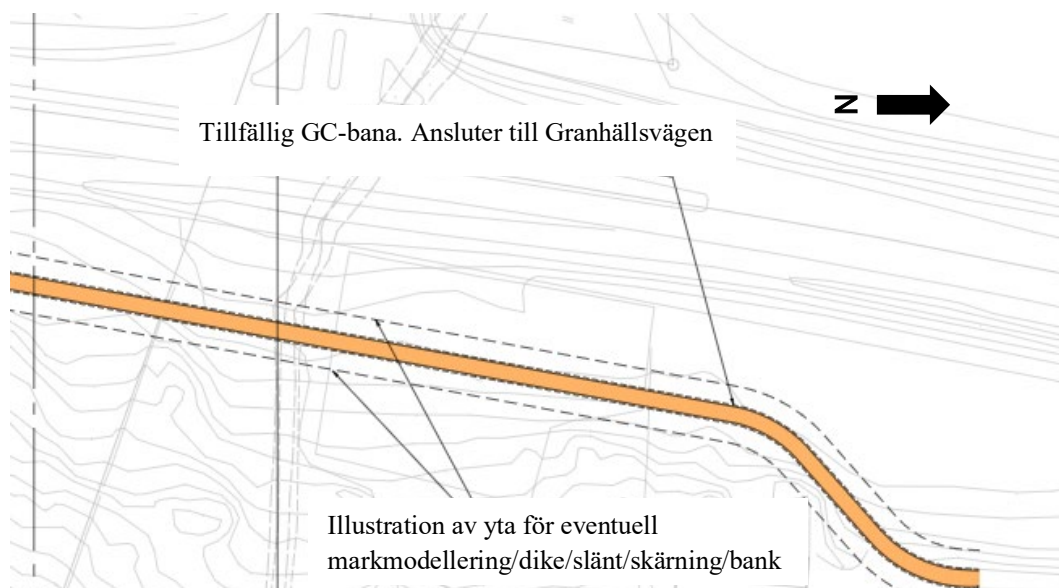 N
Tillfällig GC-bana. Ansluter till Granhällsvägen
Illustration av yta för eventuell
markmodellering/dike/slänt/skärning/bank